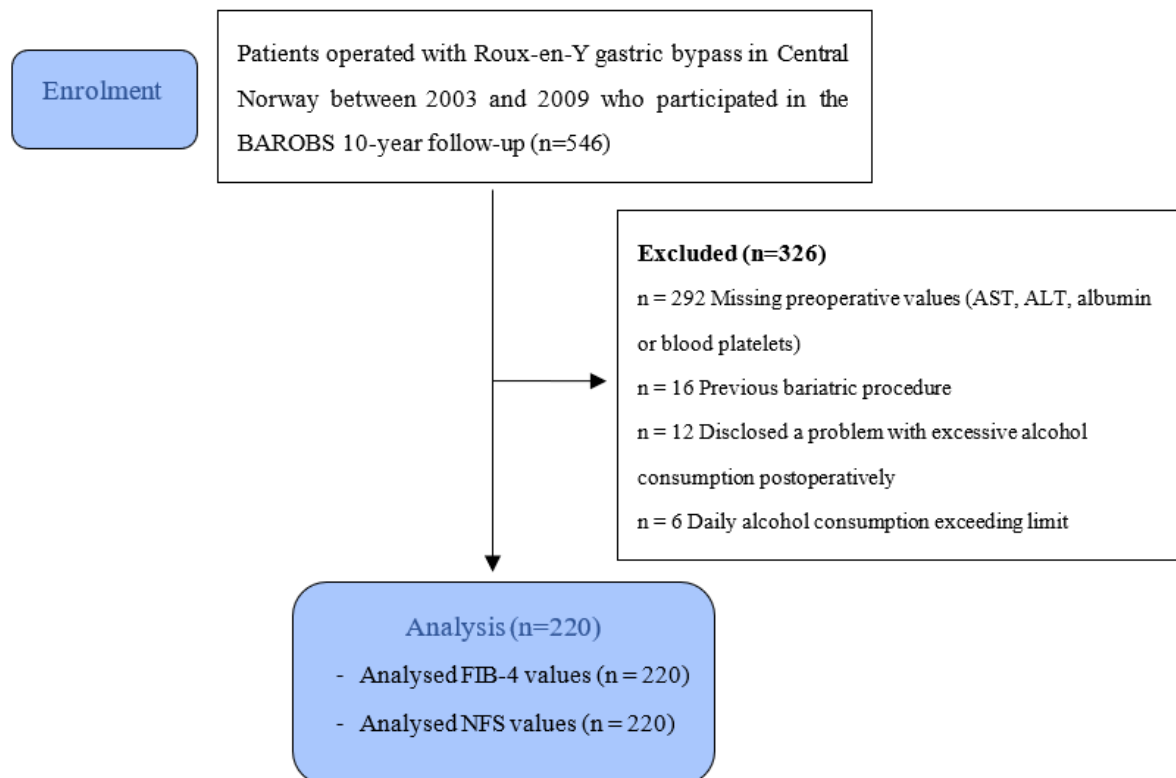 Enrolment
Patients operated with Roux-en-Y gastric bypass in Central
Norway between 2003 and 2009 who participated in the
BAROBS 10-year follow-up (n=546)
Excluded (n=326)
n = 292 Missing preoperative values (AST, ALT, albumin
or blood platelets)
n = 16 Previous bariatric procedure
n = 12 Disclosed a problem with excessive alcohol
consumption postoperatively
n = 6 Daily alcohol consumption exceeding limit
Analysis (n=220)
- Analysed FIB-4 values (n = 220)
- Analysed NFS values (n = 220)